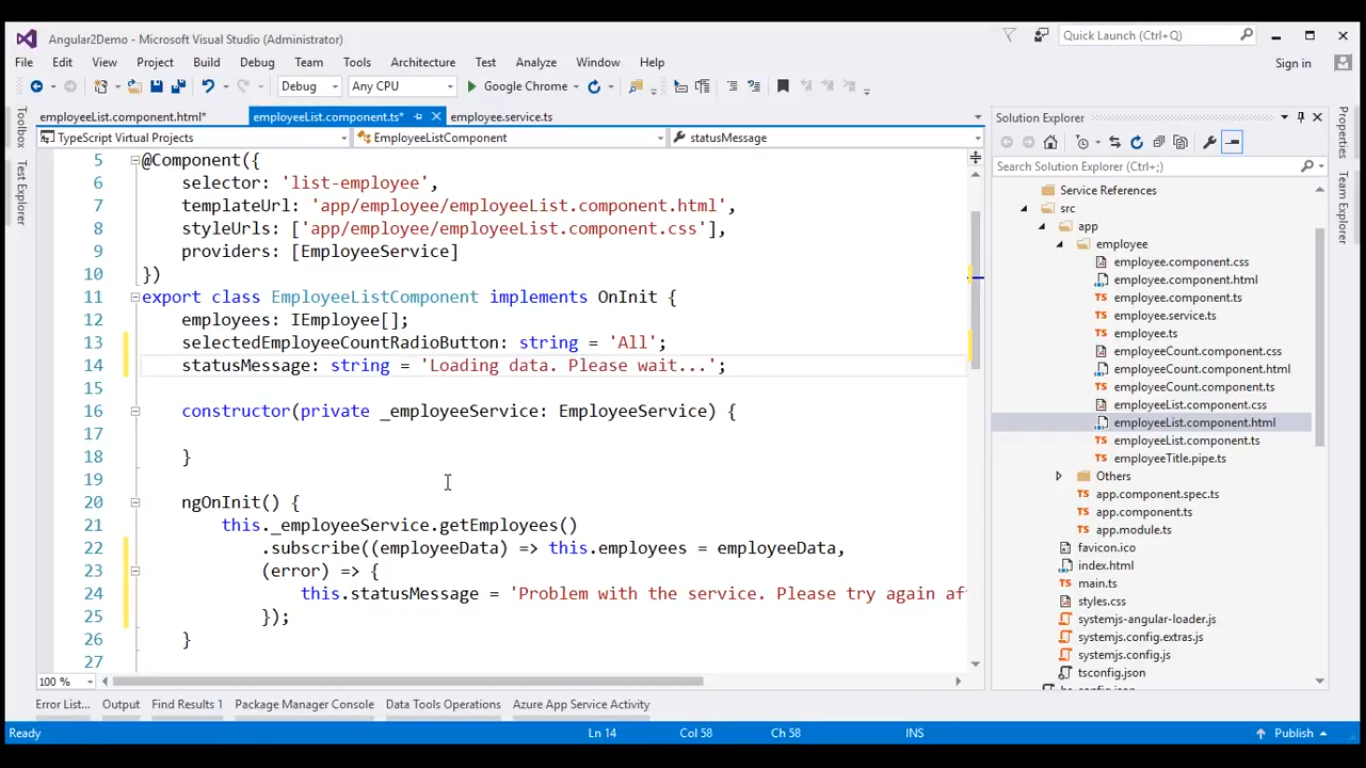 Angular2Demo - Microsoft Visual Studio (Administrator)
Quick Launch (Ctrl+Q)
File Edit View Project Build Debug Team Tools Architecture Test Analyze Window Help
Sign in
Debug Any CPU Google Chrome
Toolbox
Test Explorer
employeeList.component.html* employeeList.component.ts* employee.service.ts
TypeScript Virtual Projects EmployeeListComponent statusMessage
5 @Component({
6 selector: 'list-employee',
7 templateUrl: 'app/employee/employeeList.component.html',
8 styleUrls: ['app/employee/employeeList.component.css'],
9 providers: [EmployeeService]
10 })
11 export class EmployeeListComponent implements OnInit {
12 employees: IEmployee[];
13 selectedEmployeeCountRadioButton: string = 'All';
14 statusMessage: string = 'Loading data. Please wait...';
15
16 constructor(private _employeeService: EmployeeService) {
17
18 }
19
20 ngOnInit() {
21 this._employeeService.getEmployees()
22 .subscribe((employeeData) => this.employees = employeeData,
23 (error) => {
24 this.statusMessage = 'Problem with the service. Please try again af
25 });
26 }
27
100 %
Solution Explorer
Search Solution Explorer (Ctrl+;)
Service References
src
app
employee
employee.component.css
employee.component.html
employee.component.ts
employee.service.ts
employee.ts
employeeCount.component.css
employeeCount.component.html
employeeCount.component.ts
employeeList.component.css
employeeList.component.html
employeeList.component.ts
employeeTitle.pipe.ts
Others
app.component.spec.ts
app.component.ts
app.module.ts
favicon.ico
index.html
main.ts
styles.css
systemjs-angular-loader.js
systemjs.config.extras.js
systemjs.config.js
tsconfig.json
Properties
Team Explorer
Error List... Output Find Results 1 Package Manager Console Data Tools Operations Azure App Service Activity
Ready Ln 14 Col 58 Ch 58 INS Publish